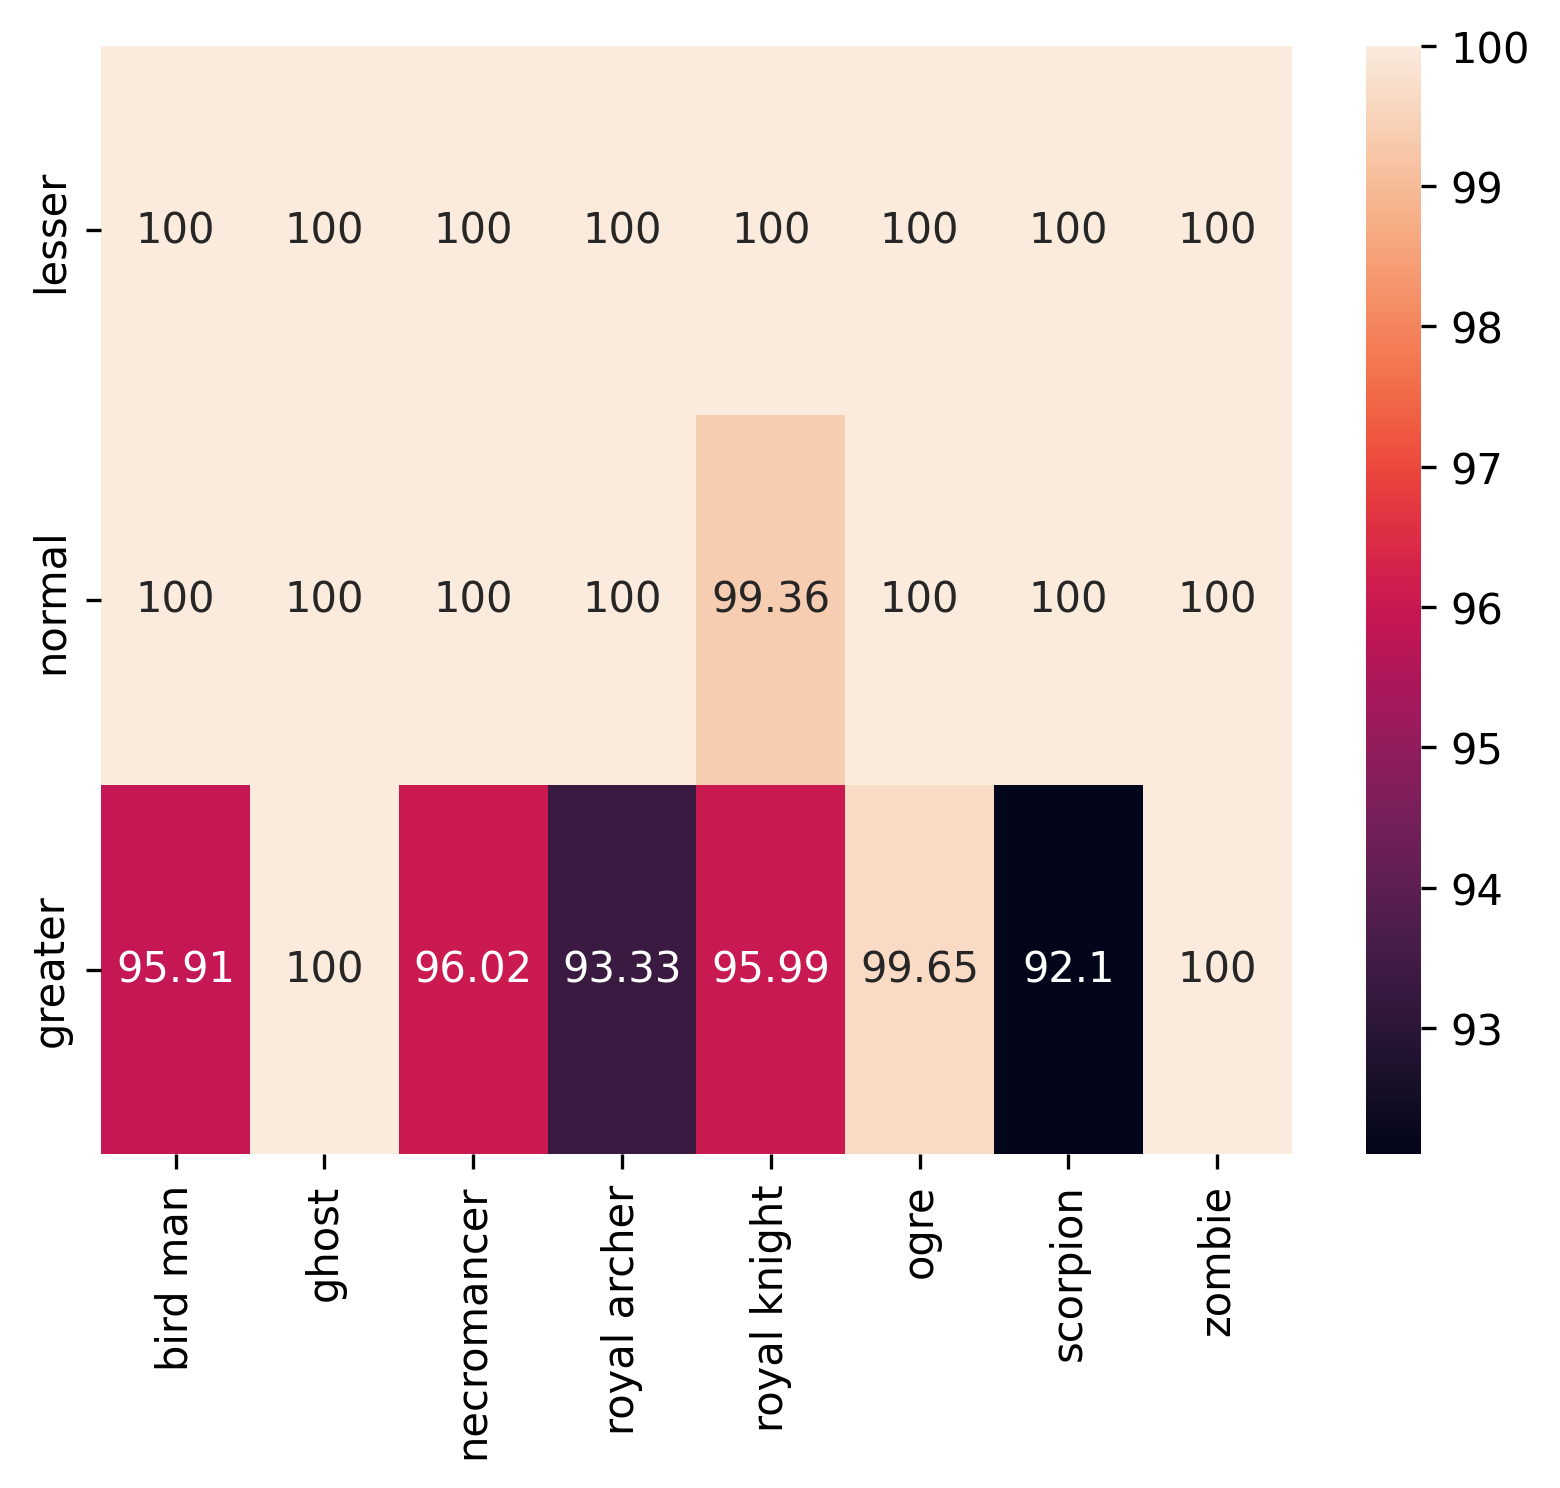 100
lesser 100 100 100 100 100 100 100 100
99
98
97
normal 100 100 100 100 99.36 100 100 100
96
95
94
greater 95.91 100 96.02 93.33 95.99 99.65 92.1 100
93
bird man ghost necromancer royal archer royal knight ogre scorpion zombie